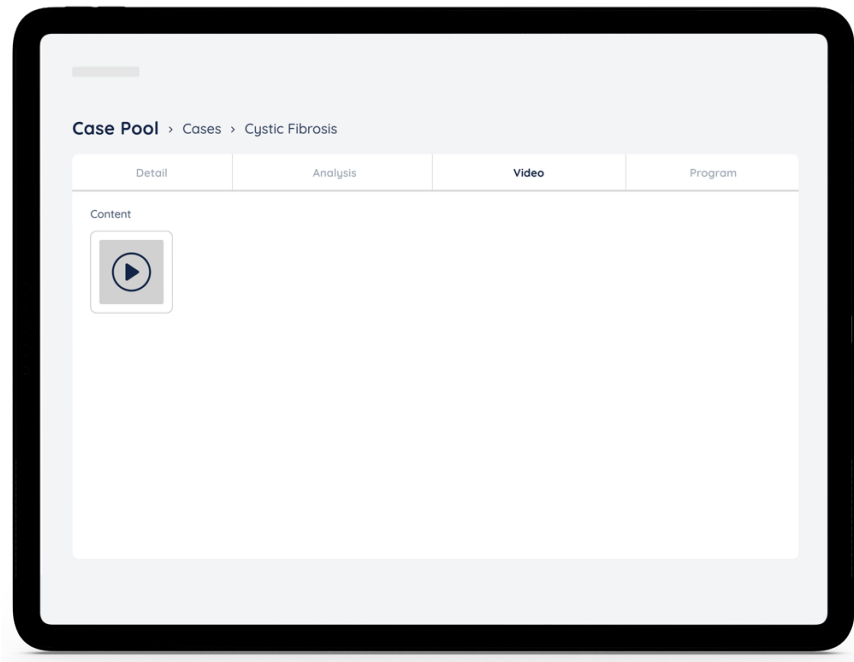 Case Pool › Cases › Cystic Fibrosis
Detail Analysis Video Program
Content